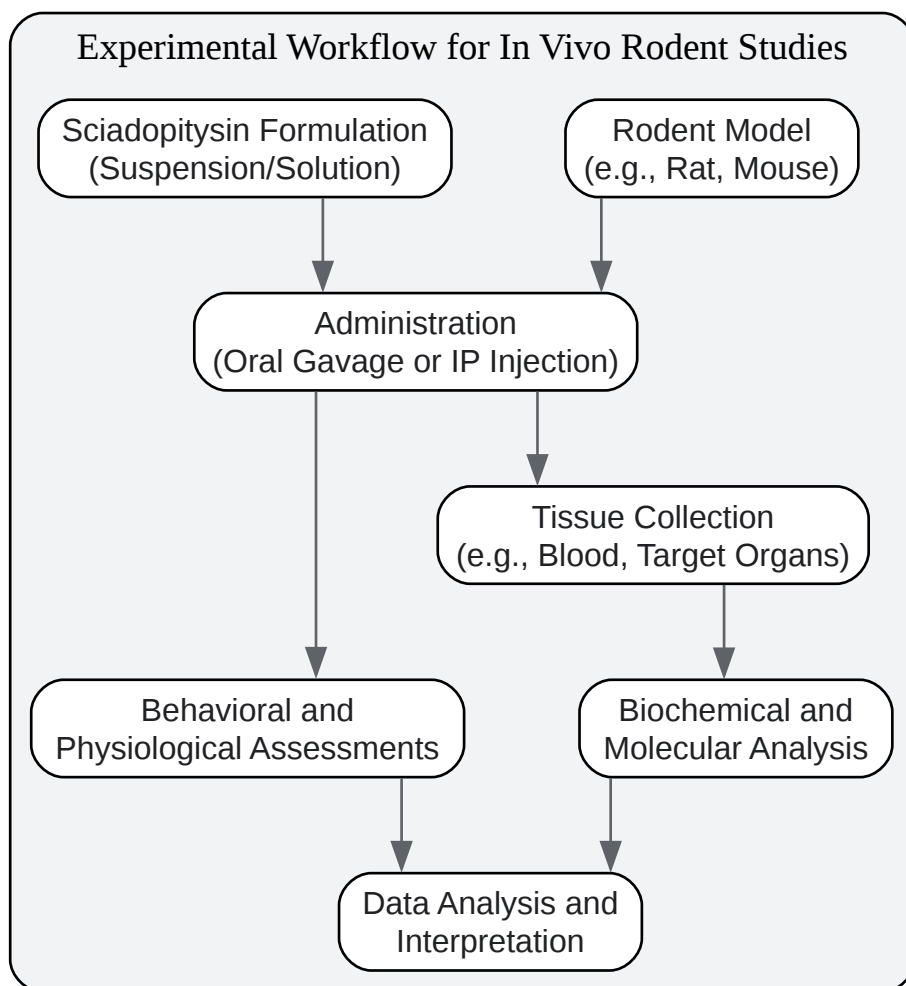 Experimental Workflow for In Vivo Rodent Studies
Sciadopitysin Formulation
(Suspension/Solution)
Rodent Model
(e.g., Rat, Mouse)
Administration
(Oral Gavage or IP Injection)
Tissue Collection
(e.g., Blood, Target Organs)
Behavioral and
Physiological Assessments
Biochemical and
Molecular Analysis
Data Analysis and
Interpretation